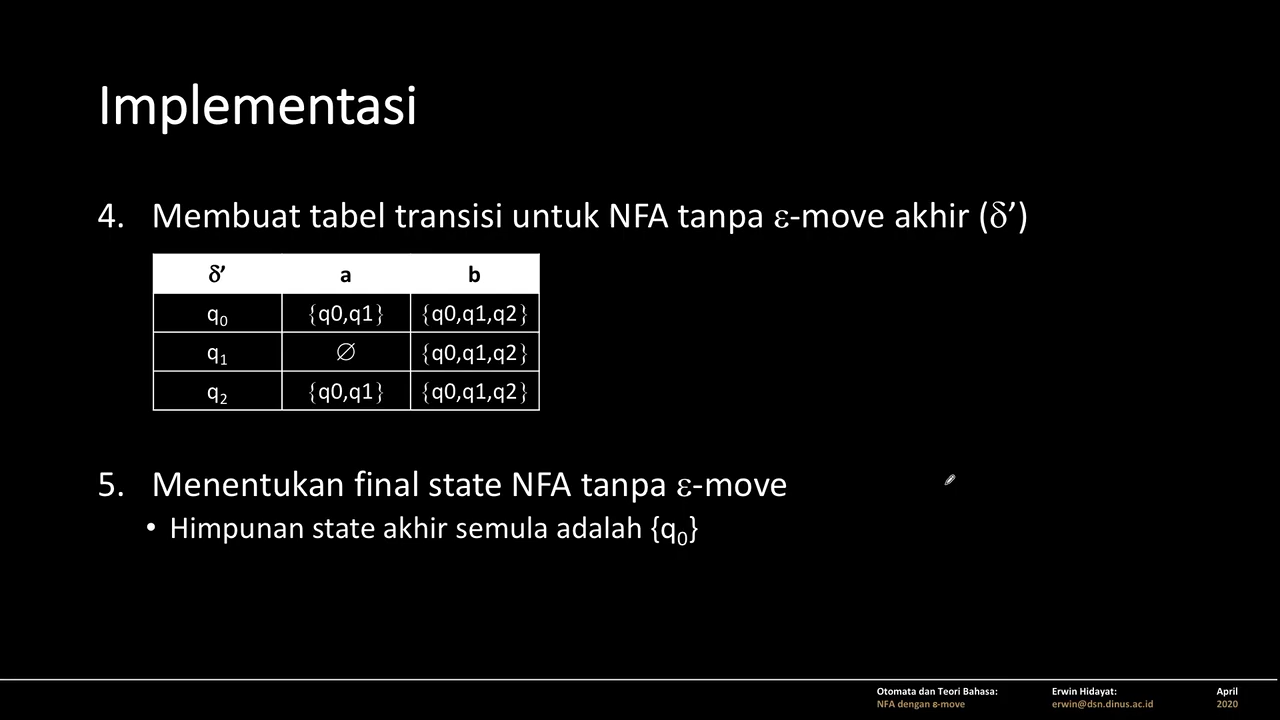 Implementasi
4. Membuat tabel transisi untuk NFA tanpa ε-move akhir (δ’)
δ’ a b
q₀ {q0,q1} {q0,q1,q2}
q₁ ∅ {q0,q1,q2}
q₂ {q0,q1} {q0,q1,q2}
5. Menentukan final state NFA tanpa ε-move
• Himpunan state akhir semula adalah {q₀}
Otomata dan Teori Bahasa: Erwin Hidayat: April
NFA dengan ε-move erwin@dsn.dinus.ac.id 2020